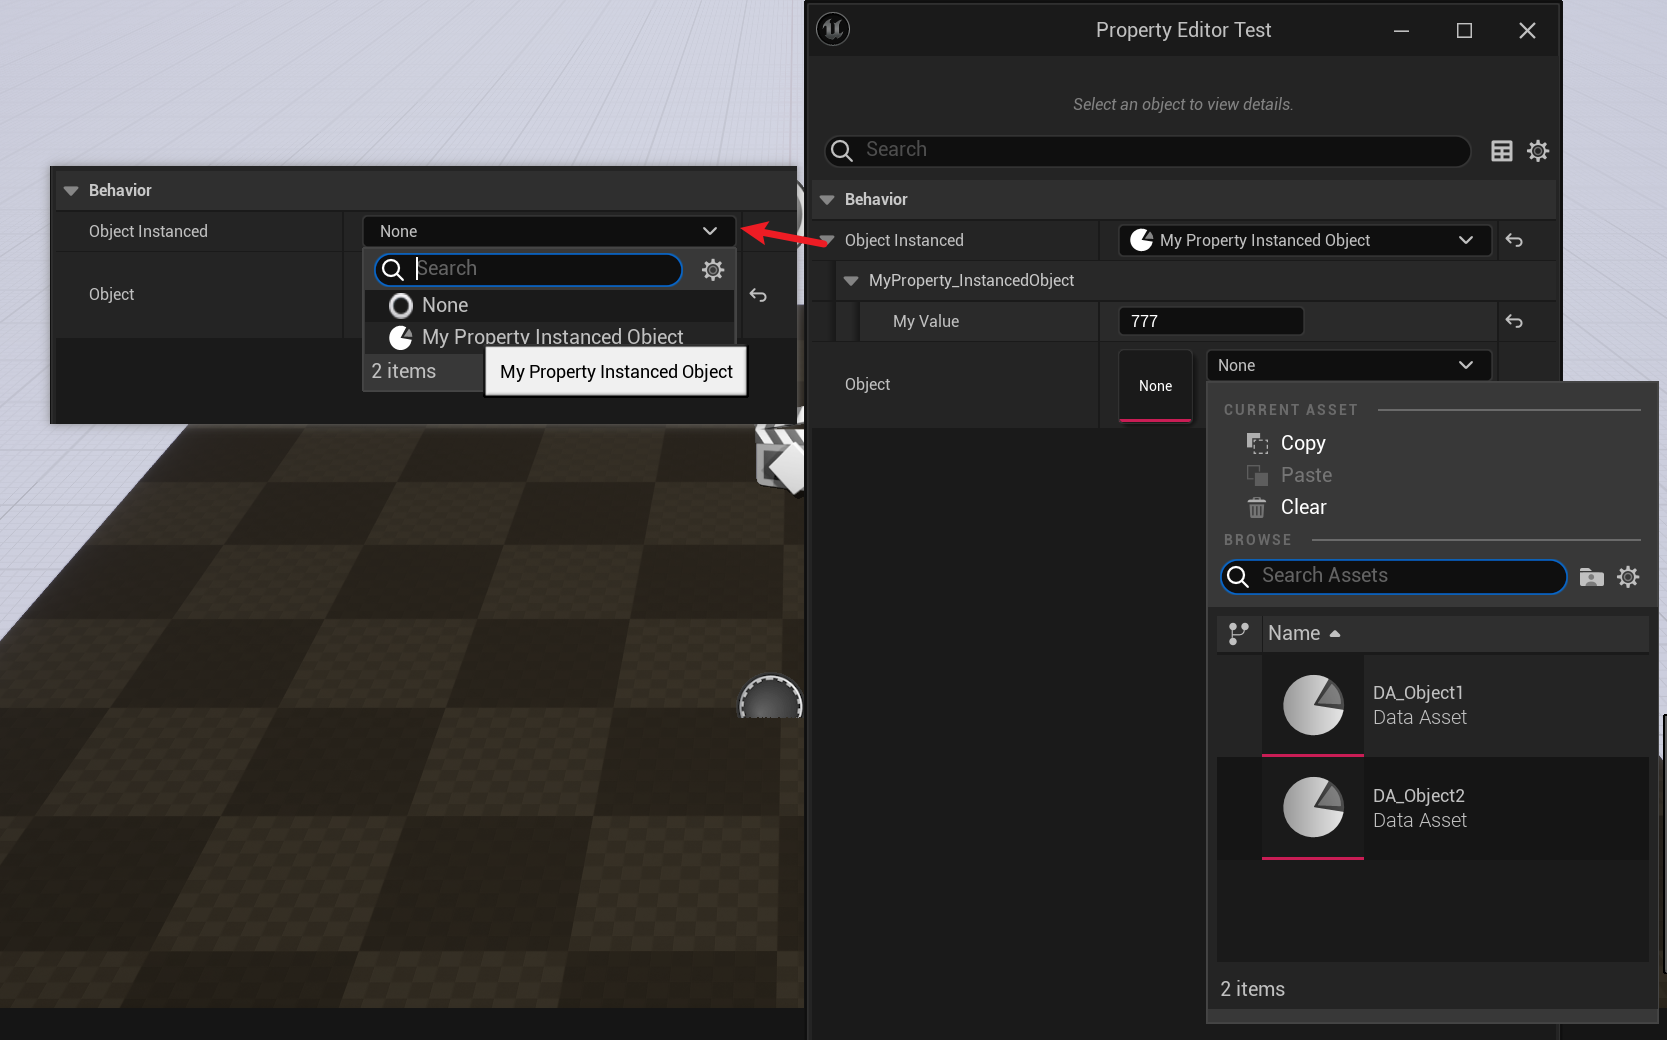 Property Editor Test
Select an object to view details.
Search
Behavior
Object Instanced
My Property Instanced Object
MyProperty_InstancedObject
My Value
777
Object
None
None
CURRENT ASSET
Copy
Paste
Clear
BROWSE
Search Assets
Name
DA_Object1
Data Asset
DA_Object2
Data Asset
2 items
Behavior
Object Instanced
None
Search
None
My Property Instanced Object
2 items
My Property Instanced Object
Object